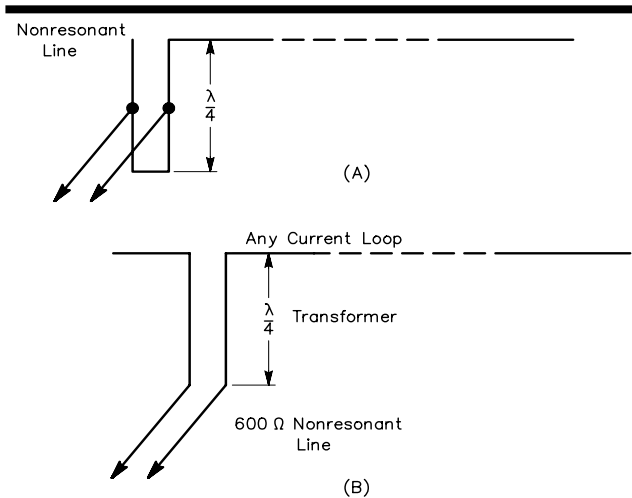 Nonresonant
Line
λ
4
(A)
Any Current Loop
λ
4
Transformer
600 Ω Nonresonant
Line
(B)